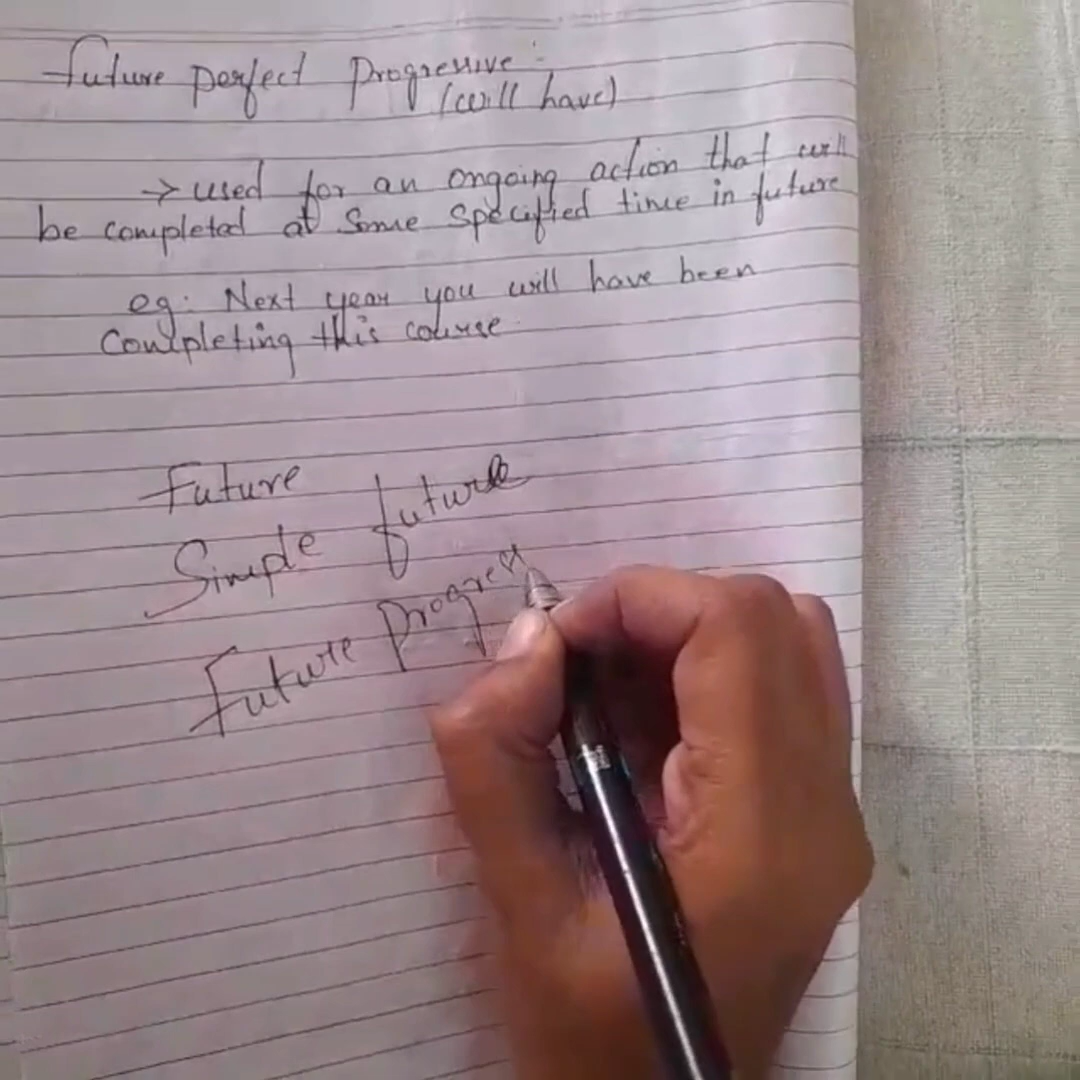 future perfect Progressive :
(will have)
→ used for an ongoing action that will
be completed at Some specified time in future
eg: Next year you will have been
Completing this course.
Future
Simple future
Future Progress